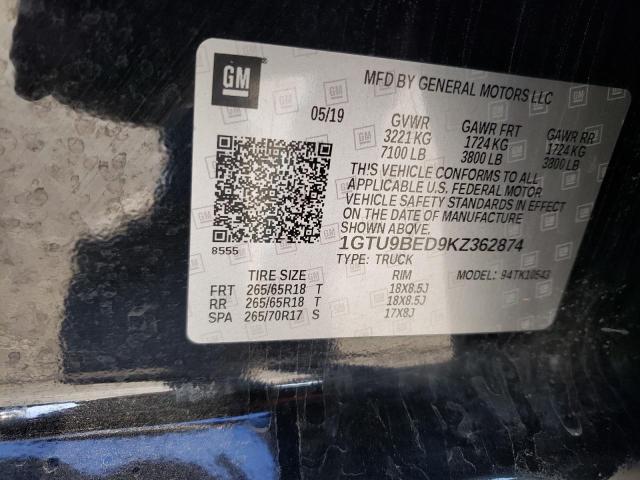 GM
MFD BY GENERAL MOTORS LLC
05/19
GVWR GAWR FRT GAWR RR
3221 KG 1724 KG 1724 KG
7100 LB 3800 LB 3800 LB
THIS VEHICLE CONFORMS TO ALL
APPLICABLE U.S. FEDERAL MOTOR
VEHICLE SAFETY STANDARDS IN EFFECT
ON THE DATE OF MANUFACTURE
SHOWN ABOVE.
8555
1GTU9BED9KZ362874
TYPE: TRUCK MODEL: 94TK10543
TIRE SIZE RIM
FRT 265/65R18 T 18X8.5J
RR 265/65R18 T 18X8.5J
SPA 265/70R17 S 17X8J